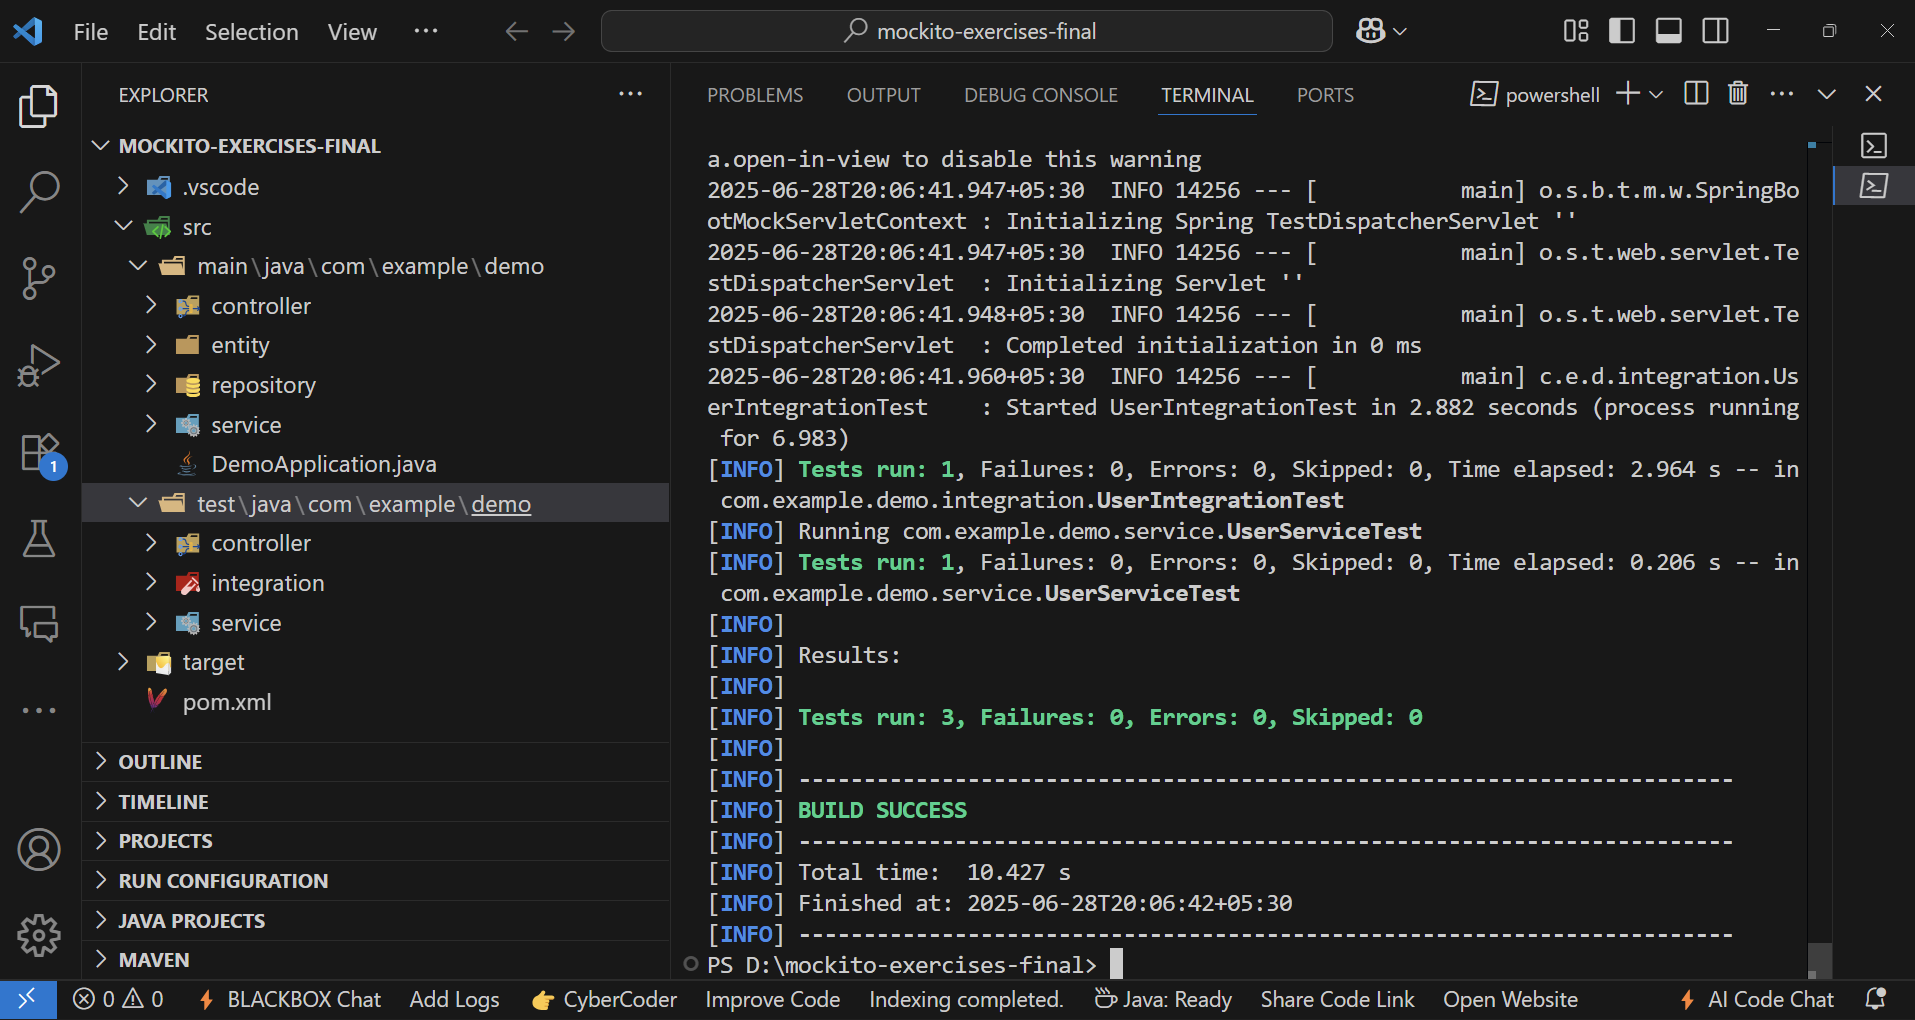 File Edit Selection View ···
mockito-exercises-final
EXPLORER ···
MOCKITO-EXERCISES-FINAL
.vscode
src
main\java\com\example\demo
controller
entity
repository
service
DemoApplication.java
test\java\com\example\demo
controller
integration
service
target
pom.xml
OUTLINE
TIMELINE
PROJECTS
RUN CONFIGURATION
JAVA PROJECTS
MAVEN
1
PROBLEMS OUTPUT DEBUG CONSOLE TERMINAL PORTS
powershell
a.open-in-view to disable this warning
2025-06-28T20:06:41.947+05:30  INFO 14256 --- [           main] o.s.b.t.m.w.SpringBo
otMockServletContext : Initializing Spring TestDispatcherServlet ''
2025-06-28T20:06:41.947+05:30  INFO 14256 --- [           main] o.s.t.web.servlet.Te
stDispatcherServlet  : Initializing Servlet ''
2025-06-28T20:06:41.948+05:30  INFO 14256 --- [           main] o.s.t.web.servlet.Te
stDispatcherServlet  : Completed initialization in 0 ms
2025-06-28T20:06:41.960+05:30  INFO 14256 --- [           main] c.e.d.integration.Us
erIntegrationTest    : Started UserIntegrationTest in 2.882 seconds (process running
 for 6.983)
[INFO] Tests run: 1, Failures: 0, Errors: 0, Skipped: 0, Time elapsed: 2.964 s -- in
 com.example.demo.integration.UserIntegrationTest
[INFO] Running com.example.demo.service.UserServiceTest
[INFO] Tests run: 1, Failures: 0, Errors: 0, Skipped: 0, Time elapsed: 0.206 s -- in
 com.example.demo.service.UserServiceTest
[INFO]
[INFO] Results:
[INFO]
[INFO] Tests run: 3, Failures: 0, Errors: 0, Skipped: 0
[INFO]
[INFO] ------------------------------------------------------------------------
[INFO] BUILD SUCCESS
[INFO] ------------------------------------------------------------------------
[INFO] Total time:  10.427 s
[INFO] Finished at: 2025-06-28T20:06:42+05:30
[INFO] ------------------------------------------------------------------------
PS D:\mockito-exercises-final>
0 0 BLACKBOX Chat Add Logs CyberCoder Improve Code Indexing completed. Java: Ready Share Code Link Open Website AI Code Chat